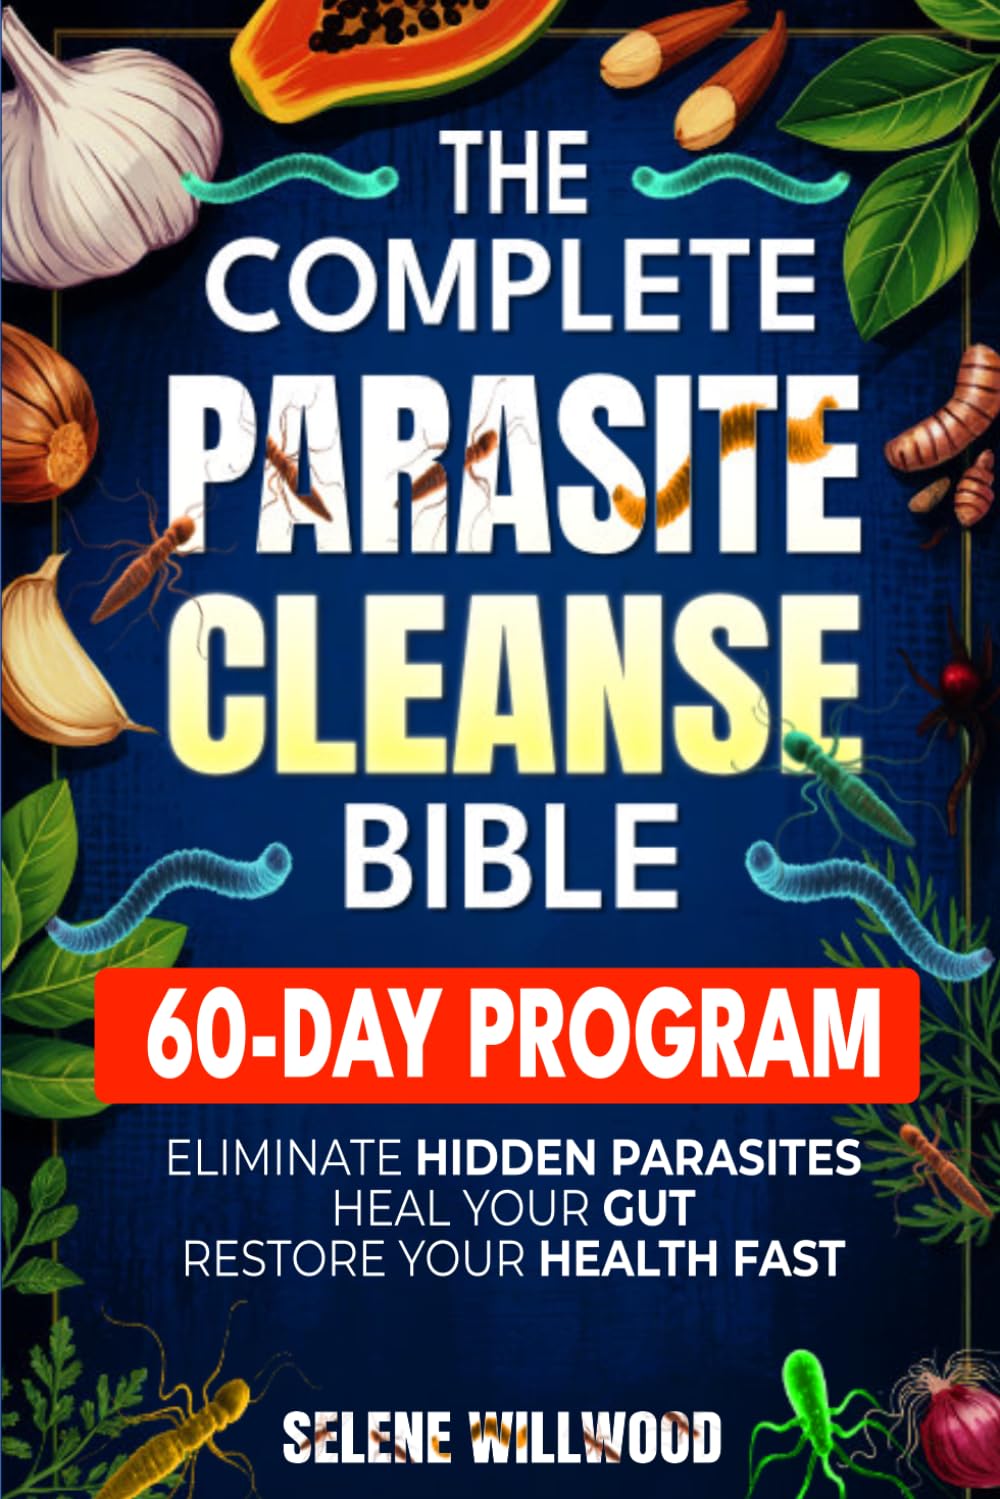 THE
COMPLETE
PARASITE
CLEANSE
BIBLE
60-DAY PROGRAM
ELIMINATE HIDDEN PARASITES
HEAL YOUR GUT
RESTORE YOUR HEALTH FAST
SELENE WILLWOOD